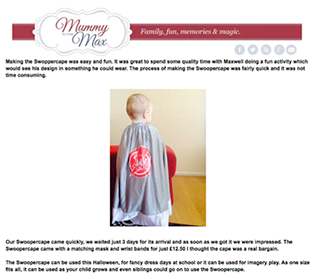 Mummy
Max
Family, fun, memories & magic.
Making the Swoppercape was easy and fun. It was great to spend some quality time with Maxwell doing a fun activity which
would see his design in something he could wear. The process of making the Swoopercape was fairly quick and it was not
time consuming.
Our Swoopercape came quickly, we waited just 3 days for its arrival and as soon as we got it we were impressed. The
Swoopercape came with a matching mask and wrist bands for just £12.50 I thought the cape was a real bargain.
The Swoopercape can be used this Halloween, for fancy dress days at school or it can be used for imagery play. As one size
fits all, it can be used as your child grows and even siblings could go on to use the Swoopercape.